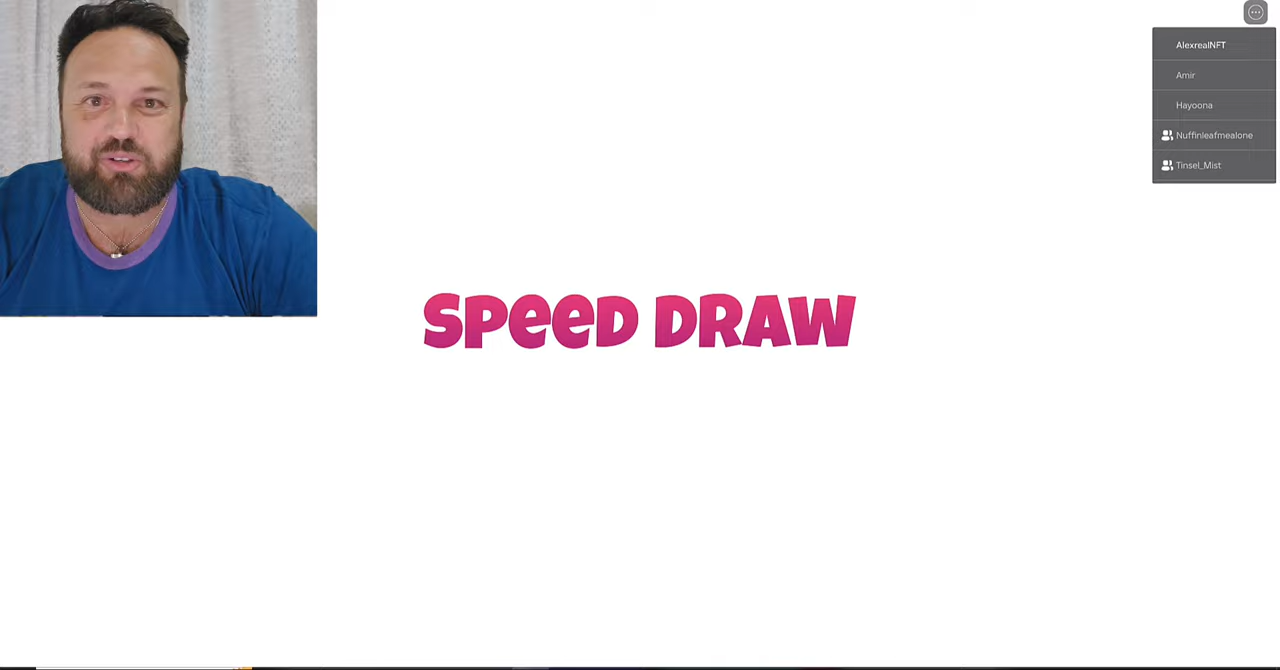 AlexrealNFT
Amir
Hayoona
Nuffinleafmealone
Tinsel_Mist
SPEED DRAW